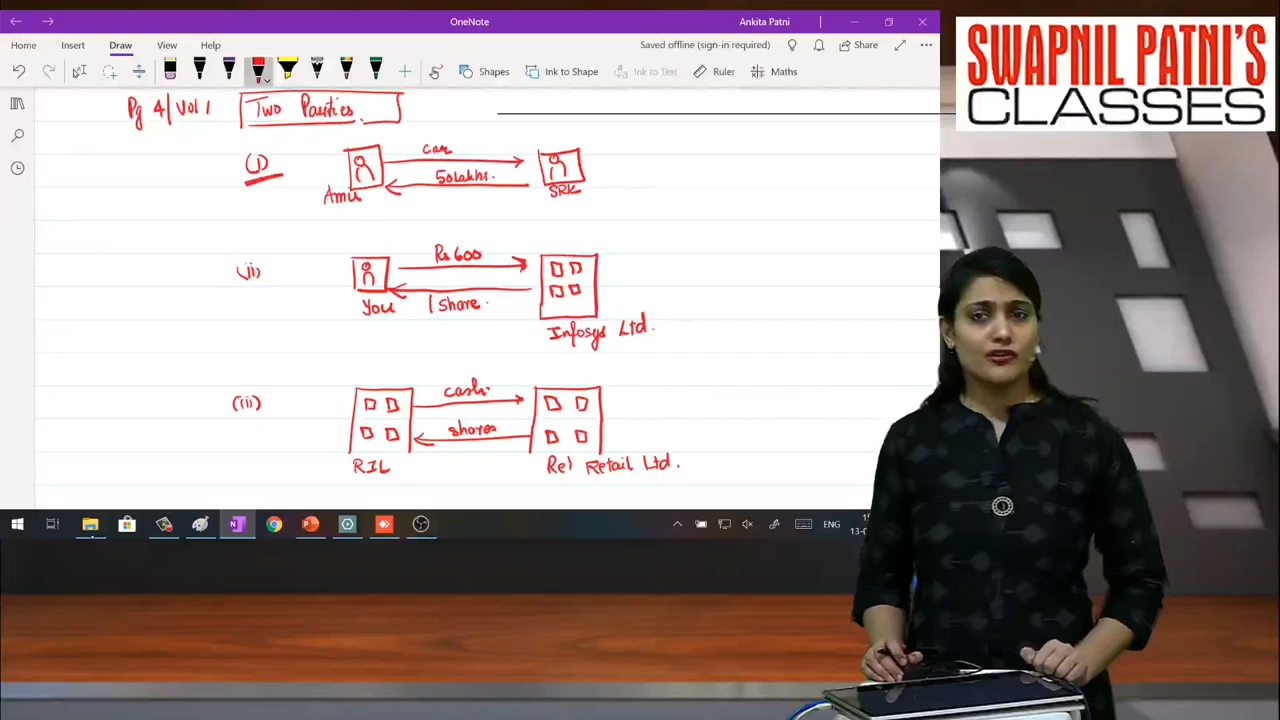 OneNote
Ankita Patni
Home Insert Draw View Help
Saved offline (sign-in required)
Share
Shapes
Ink to Shape
Ink to Text
Ruler
Maths
SWAPNIL PATNI'S
CLASSES
Pg 4/Vol 1 Two Parties
(i)
car
50 lakhs.
SRK
(ii)
Rs 600
1 share.
You
Infosys Ltd.
(iii)
cash.
shares
RIL
Rel Retail Ltd.
ENG